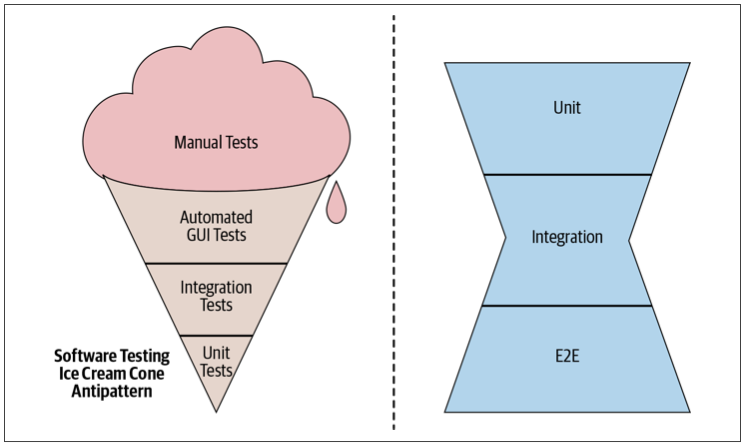 Manual Tests
Automated
GUI Tests
Integration
Tests
Unit
Tests
Software Testing
Ice Cream Cone
Antipattern
Unit
Integration
E2E